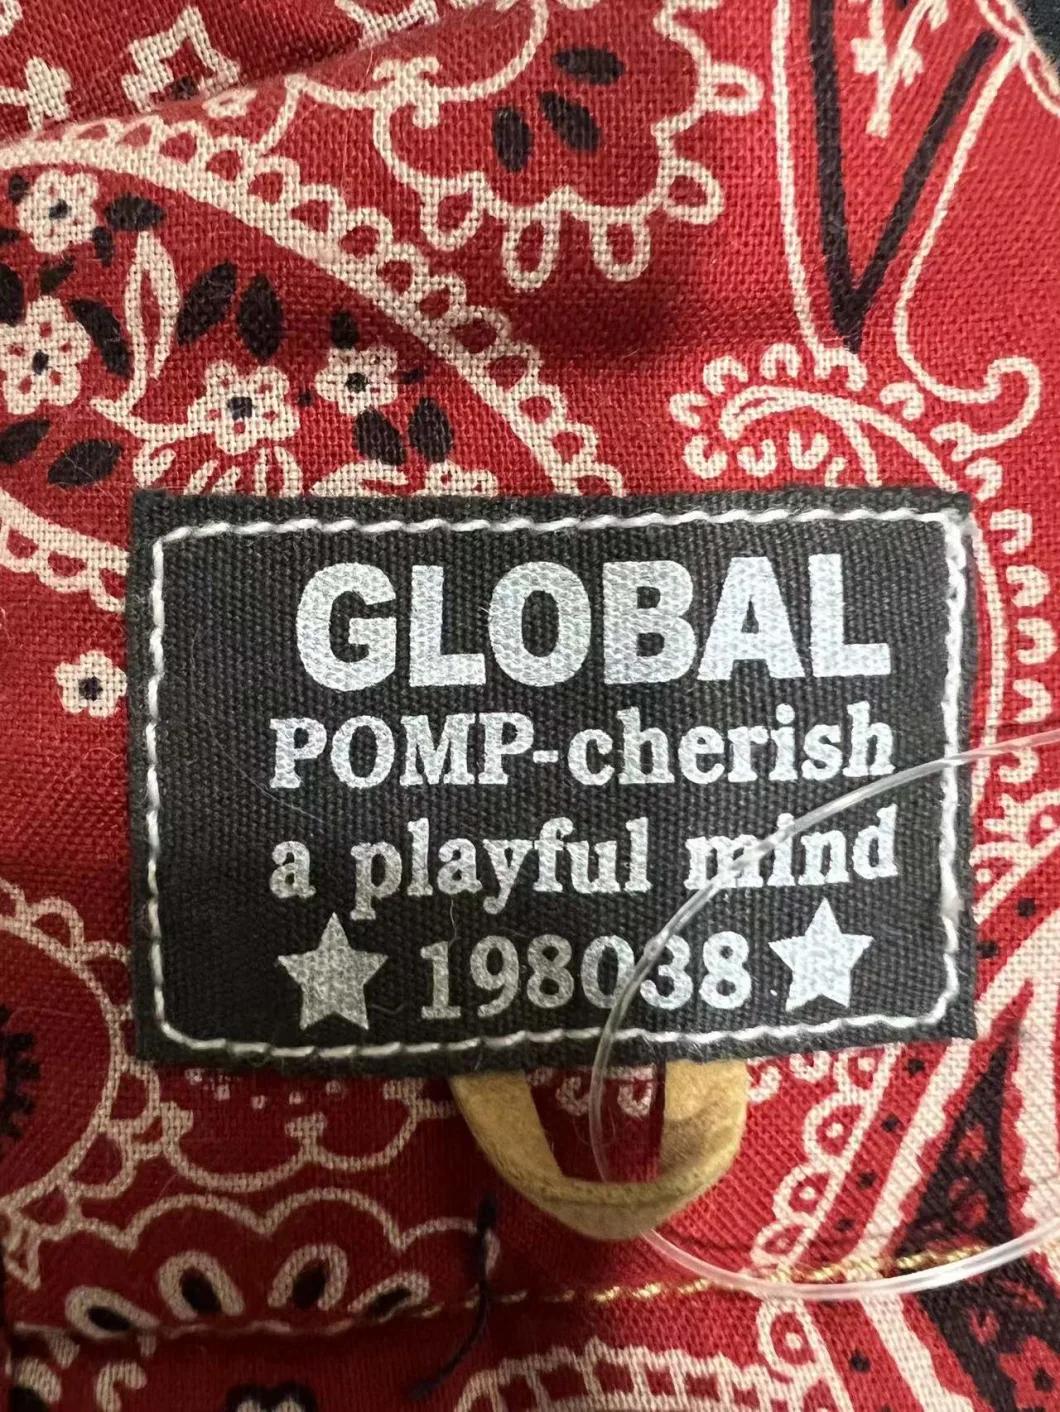 GLOBAL
POMP-cherish
a playful mind
★ 198038 ★